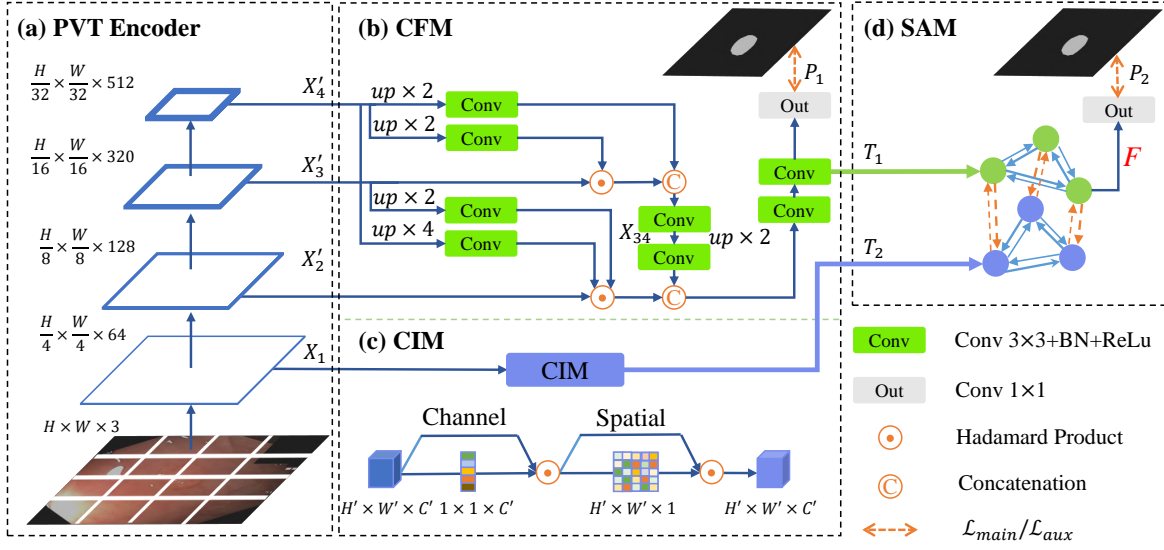 (a) PVT Encoder
H/32 × W/32 × 512
H/16 × W/16 × 320
H/8 × W/8 × 128
H/4 × W/4 × 64
H × W × 3
X′₄
X′₃
X′₂
X₁
(b) CFM
up × 2
Conv
up × 2
Conv
up × 2
Conv
up × 4
Conv
C
Conv
X₃₄
Conv
up × 2
C
P₁
Out
Conv
Conv
(c) CIM
CIM
Channel
Spatial
H′ × W′ × C′
1 × 1 × C′
H′ × W′ × 1
H′ × W′ × C′
(d) SAM
P₂
Out
F
T₁
T₂
Conv
Conv 3×3+BN+ReLu
Out
Conv 1×1
Hadamard Product
C
Concatenation
ℒmain/ℒaux